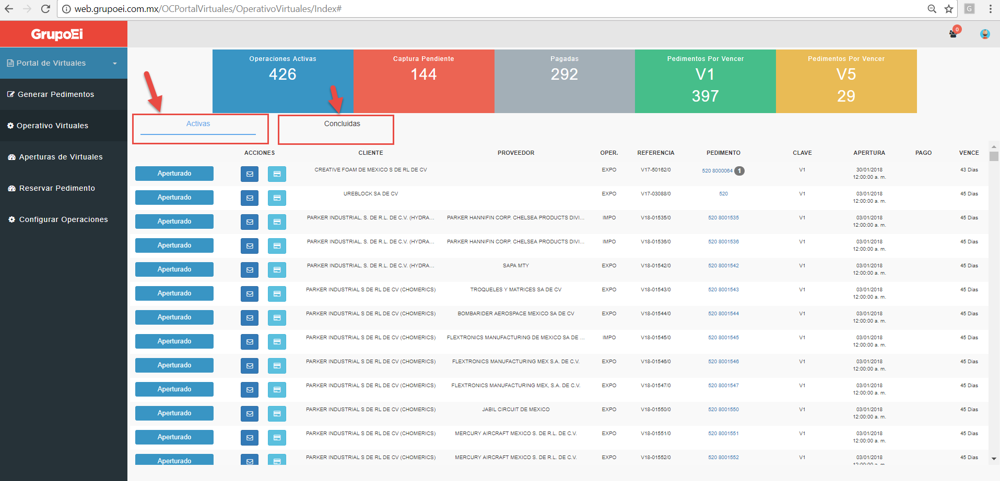 web.grupoei.com.mx/OCPortalVirtuales/OperativoVirtuales/Index#
G
GrupoEi
0
Portal de Virtuales
Generar Pedimentos
Operativo Virtuales
Aperturas de Virtuales
Reservar Pedimento
Configurar Operaciones
Operaciones Activas
426
Captura Pendiente
144
Pagadas
292
Pedimentos Por Vencer
V1
397
Pedimentos Por Vencer
V5
29
Activas
Concluidas
ACCIONES CLIENTE PROVEEDOR OPER. REFERENCIA PEDIMENTO CLAVE APERTURA PAGO VENCE
Aperturado CREATIVE FOAM DE MEXICO S DE RL DE CV EXPO V17-50162/0 520 8000064 1 V1 30/01/2018 43 Dias
12:00:00 a. m.
Aperturado UREBLOCK SA DE CV EXPO V17-03088/0 520 V1 03/01/2018 45 Dias
12:00:00 a. m.
Aperturado PARKER INDUSTRIAL, S. DE R.L. DE C.V. (HYDRA... PARKER HANNIFIN CORP. CHELSEA PRODUCTS DIVI... IMPO V18-01535/0 520 8001535 V1 03/01/2018 45 Dias
12:00:00 a. m.
Aperturado PARKER INDUSTRIAL, S. DE R.L. DE C.V. (HYDRA... PARKER HANNIFIN CORP. CHELSEA PRODUCTS DIVI... IMPO V18-01536/0 520 8001536 V1 03/01/2018 45 Dias
12:00:00 a. m.
Aperturado PARKER INDUSTRIAL, S. DE R.L. DE C.V. (HYDRA... SAPA MTY EXPO V18-01542/0 520 8001542 V1 03/01/2018 45 Dias
12:00:00 a. m.
Aperturado PARKER INDUSTRIAL S DE RL DE CV (CHOMERICS) TROQUELES Y MATRICES SA DE CV EXPO V18-01543/0 520 8001543 V1 03/01/2018 45 Dias
12:00:00 a. m.
Aperturado PARKER INDUSTRIAL S DE RL DE CV (CHOMERICS) BOMBARIDER AEROSPACE MEXICO SA DE CV EXPO V18-01544/0 520 8001544 V1 03/01/2018 45 Dias
12:00:00 a. m.
Aperturado PARKER INDUSTRIAL S DE RL DE CV (CHOMERICS) FLEXTRONICS MANUFACTURING DE MEXICO SA DE ... IMPO V18-01545/0 520 8001545 V1 03/01/2018 45 Dias
12:00:00 a. m.
Aperturado PARKER INDUSTRIAL S DE RL DE CV (CHOMERICS) FLEXTRONICS MANUFACTURING MEX S.A. DE C.V. EXPO V18-01546/0 520 8001546 V1 03/01/2018 45 Dias
12:00:00 a. m.
Aperturado PARKER INDUSTRIAL S DE RL DE CV (CHOMERICS) FLEXTRONICS MANUFACTURING MEX, S.A. DE C.V. EXPO V18-01547/0 520 8001547 V1 03/01/2018 45 Dias
12:00:00 a. m.
Aperturado PARKER INDUSTRIAL S DE RL DE CV (CHOMERICS) JABIL CIRCUIT DE MEXICO EXPO V18-01550/0 520 8001550 V1 03/01/2018 45 Dias
12:00:00 a. m.
Aperturado PARKER INDUSTRIAL S DE RL DE CV (CHOMERICS) MERCURY AIRCRAFT MEXICO S. DE R.L. DE C.V. EXPO V18-01551/0 520 8001551 V1 03/01/2018 45 Dias
12:00:00 a. m.
Aperturado PARKER INDUSTRIAL S DE RL DE CV (CHOMERICS) MERCURY AIRCRAFT MEXICO S. DE R.L. DE C.V. EXPO V18-01552/0 520 8001552 V1 03/01/2018 45 Dias
12:00:00 a. m.